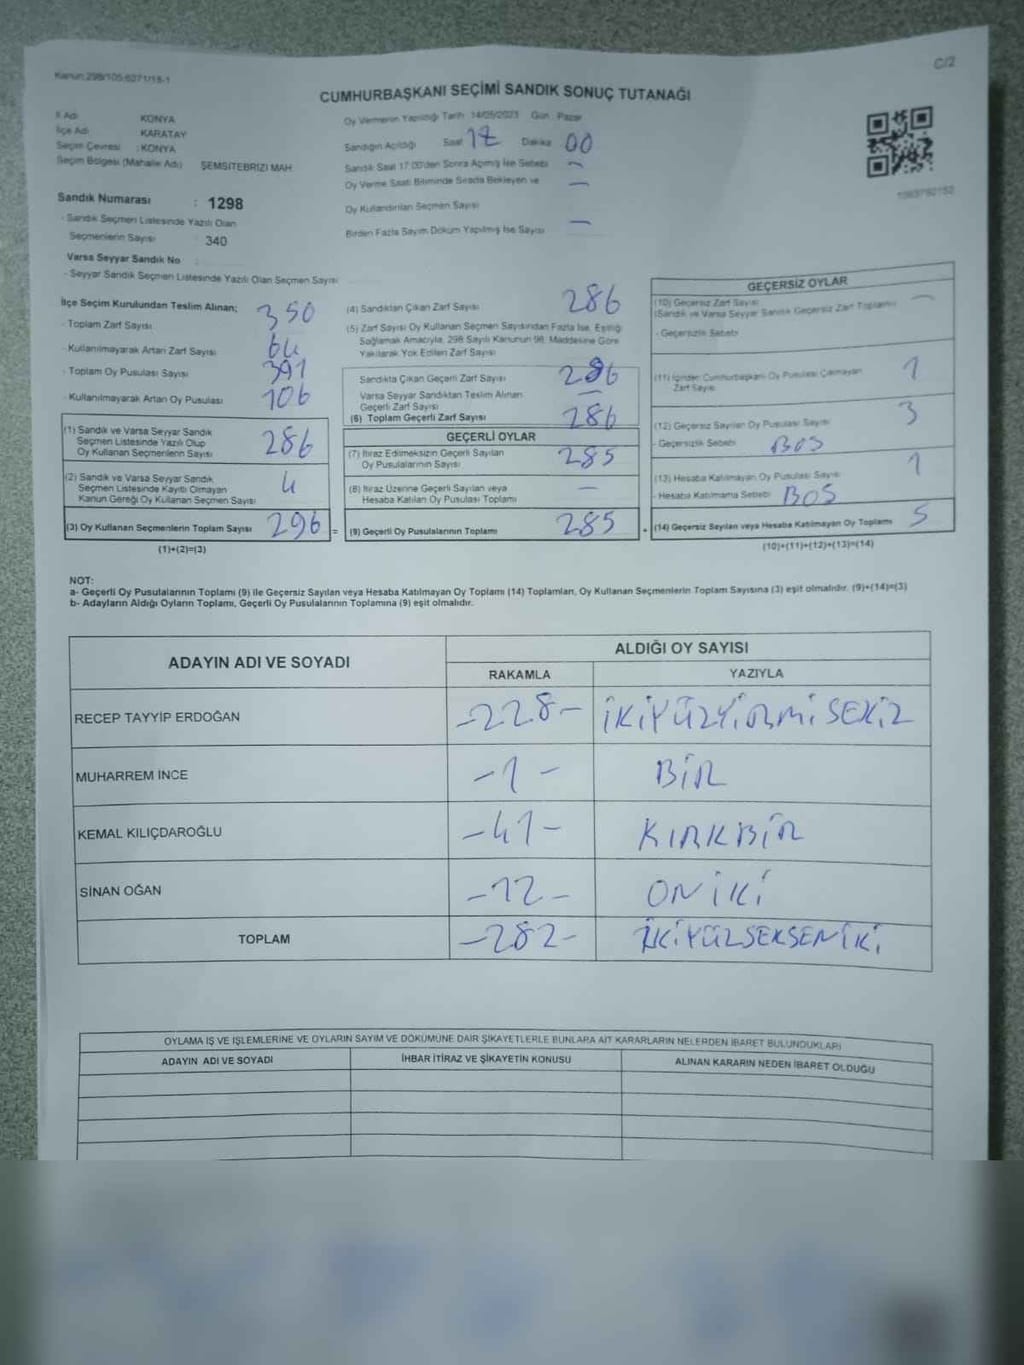 Kanun:298/105;6271/18-1
C/2
CUMHURBAŞKANI SEÇİMİ SANDIK SONUÇ TUTANAĞI
İl Adı KONYA
İlçe Adı KARATAY
Seçim Çevresi : KONYA
Seçim Bölgesi (Mahalle Adı) ŞEMSİTEBRİZİ MAH
Sandık Numarası : 1298
- Sandık Seçmen Listesinde Yazılı Olan
Seçmenlerin Sayısı : 340
Varsa Seyyar Sandık No
- Seyyar Sandık Seçmen Listesinde Yazılı Olan Seçmen Sayısı
Oy Vermenin Yapıldığı Tarih 14/05/2023 Gün : Pazar
Sandığın Açıldığı Saat 17 Dakika 00
Sandık Saat 17:00'den Sonra Açılmış İse Sebebi –
Oy Verme Saati Bitiminde Sırada Bekleyen ve –
Oy Kullandırılan Seçmen Sayısı
Birden Fazla Sayım Döküm Yapılmış İse Sayısı –
İlçe Seçim Kurulundan Teslim Alınan;
- Toplam Zarf Sayısı 350
- Kullanılmayarak Artan Zarf Sayısı 64
- Toplam Oy Pusulası Sayısı 391
- Kullanılmayarak Artan Oy Pusulası 106
(1) Sandık ve Varsa Seyyar Sandık
Seçmen Listesinde Yazılı Olup
Oy Kullanan Seçmenlerin Sayısı 286
(2) Sandık ve Varsa Seyyar Sandık
Seçmen Listesinde Kayıtlı Olmayan
Kanun Gereği Oy Kullanan Seçmen Sayısı 4
(3) Oy Kullanan Seçmenlerin Toplam Sayısı 296 =
(1)+(2)=(3)
(4) Sandıktan Çıkan Zarf Sayısı 286
(5) Zarf Sayısı Oy Kullanan Seçmen Sayısından Fazla İse, Eşitliği
Sağlamak Amacıyla, 298 Sayılı Kanunun 98. Maddesine Göre
Yakılarak Yok Edilen Zarf Sayısı
Sandıkta Çıkan Geçerli Zarf Sayısı 286
Varsa Seyyar Sandıktan Teslim Alınan
Geçerli Zarf Sayısı –
(6) Toplam Geçerli Zarf Sayısı 286
GEÇERLİ OYLAR
(7) İtiraz Edilmeksizin Geçerli Sayılan
Oy Pusulalarının Sayısı 285
(8) İtiraz Üzerine Geçerli Sayılan veya
Hesaba Katılan Oy Pusulası Toplamı –
(9) Geçerli Oy Pusulalarının Toplamı 285 +
GEÇERSİZ OYLAR
(10) Geçersiz Zarf Sayısı
(Sandık ve Varsa Seyyar Sandık Geçersiz Zarf Toplamı) –
- Geçersizlik Sebebi
(11) İçinden Cumhurbaşkanı Oy Pusulası Çıkmayan
Zarf Sayısı 1
(12) Geçersiz Sayılan Oy Pusulası Sayısı 3
- Geçersizlik Sebebi BOS
(13) Hesaba Katılmayan Oy Pusulası Sayısı 1
- Hesaba Katılmama Sebebi BOS
(14) Geçersiz Sayılan veya Hesaba Katılmayan Oy Toplamı 5
(10)+(11)+(12)+(13)=(14)
NOT:
a- Geçerli Oy Pusulalarının Toplamı (9) ile Geçersiz Sayılan veya Hesaba Katılmayan Oy Toplamı (14) Toplamları, Oy Kullanan Seçmenlerin Toplam Sayısına (3) eşit olmalıdır. (9)+(14)=(3)
b- Adayların Aldığı Oyların Toplamı, Geçerli Oy Pusulalarının Toplamına (9) eşit olmalıdır.
ADAYIN ADI VE SOYADI
ALDIĞI OY SAYISI
RAKAMLA YAZIYLA
RECEP TAYYİP ERDOĞAN -228- İKİYÜZYİRMİSEKİZ
MUHARREM İNCE -1- BİR
KEMAL KILIÇDAROĞLU -41- KIRKBİR
SİNAN OĞAN -12- ONİKİ
TOPLAM -282- İKİYÜZSEKSENİKİ
OYLAMA İŞ VE İŞLEMLERİNE VE OYLARIN SAYIM VE DÖKÜMÜNE DAİR ŞİKAYETLERLE BUNLARA AİT KARARLARIN NELERDEN İBARET BULUNDUKLARI
ADAYIN ADI VE SOYADI İHBAR İTİRAZ VE ŞİKAYETİN KONUSU ALINAN KARARIN NEDEN İBARET OLDUĞU